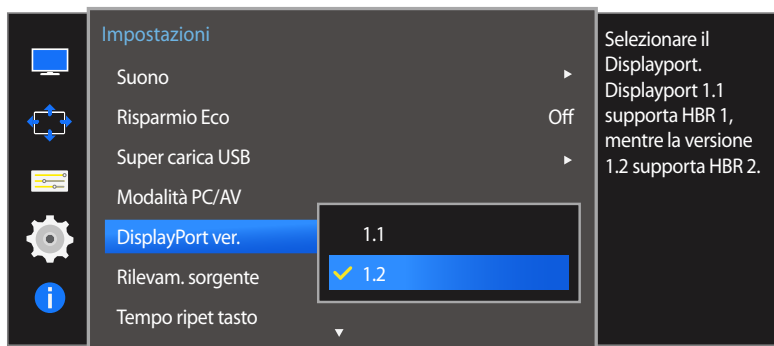 Impostazioni
Suono
Risparmio Eco Off
Super carica USB
Modalità PC/AV
DisplayPort ver.
1.1
1.2
Rilevam. sorgente
Tempo ripet tasto
Selezionare il
Displayport.
Displayport 1.1
supporta HBR 1,
mentre la versione
1.2 supporta HBR 2.